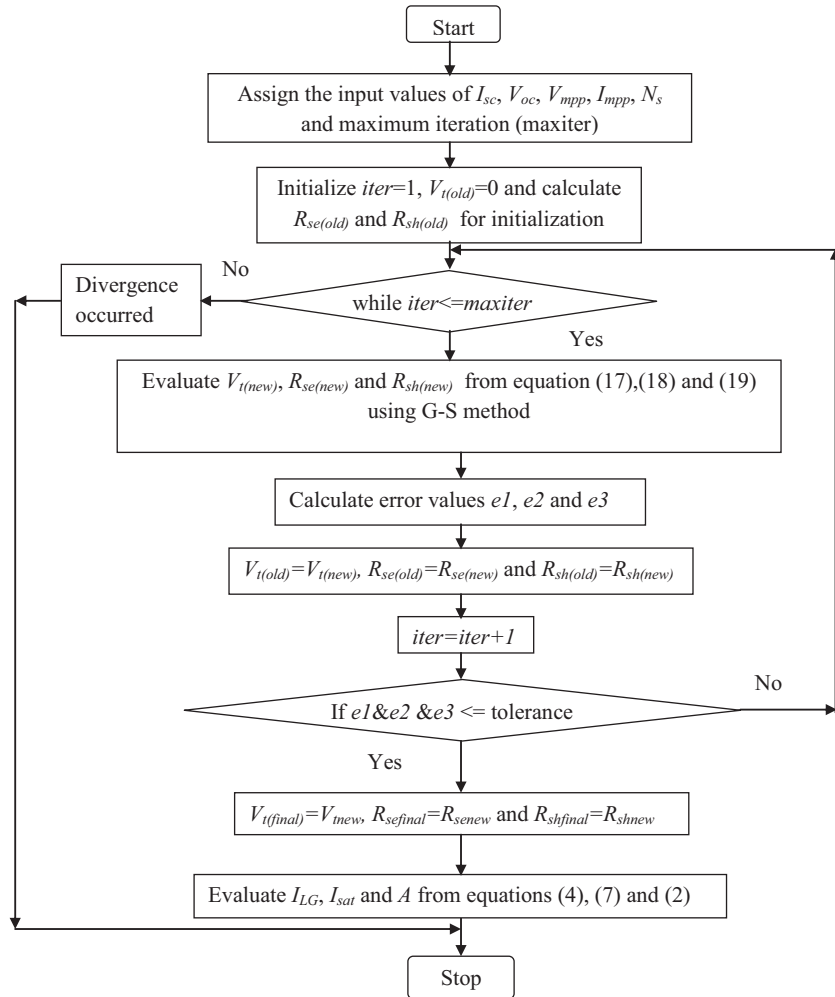 Start
Assign the input values of Isc, Voc, Vmpp, Impp, Ns
and maximum iteration (maxiter)
Initialize iter=1, Vt(old)=0 and calculate
Rse(old) and Rsh(old) for initialization
No
Divergence
occurred
while iter<=maxiter
Yes
Evaluate Vt(new), Rse(new) and Rsh(new) from equation (17),(18) and (19)
using G-S method
Calculate error values e1, e2 and e3
Vt(old)=Vt(new), Rse(old)=Rse(new) and Rsh(old)=Rsh(new)
iter=iter+1
No
If e1&e2 &e3 <= tolerance
Yes
Vt(final)=Vtnew, Rsefinal=Rsenew and Rshfinal=Rshnew
Evaluate ILG, Isat and A from equations (4), (7) and (2)
Stop